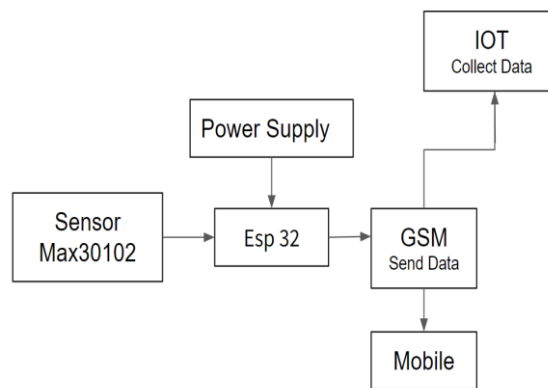 IOT
Collect Data
Power Supply
Sensor
Max30102
Esp 32
GSM
Send Data
Mobile